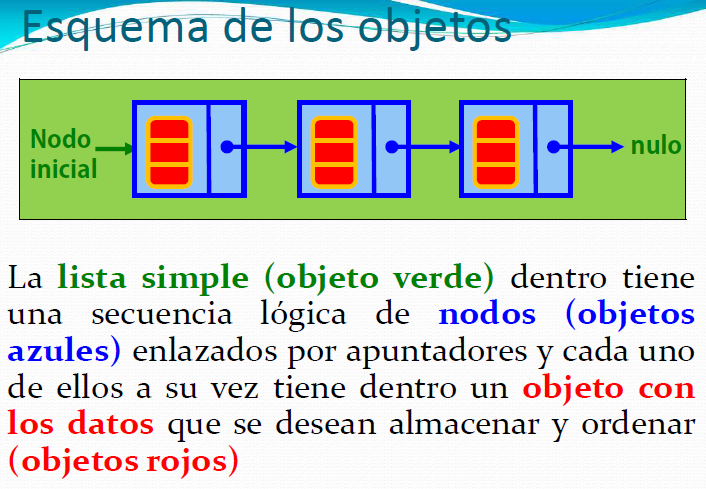 Esquema de los objetos
Nodo
inicial
nulo
La lista simple (objeto verde) dentro tiene
una secuencia lógica de nodos (objetos
azules) enlazados por apuntadores y cada uno
de ellos a su vez tiene dentro un objeto con
los datos que se desean almacenar y ordenar
(objetos rojos)